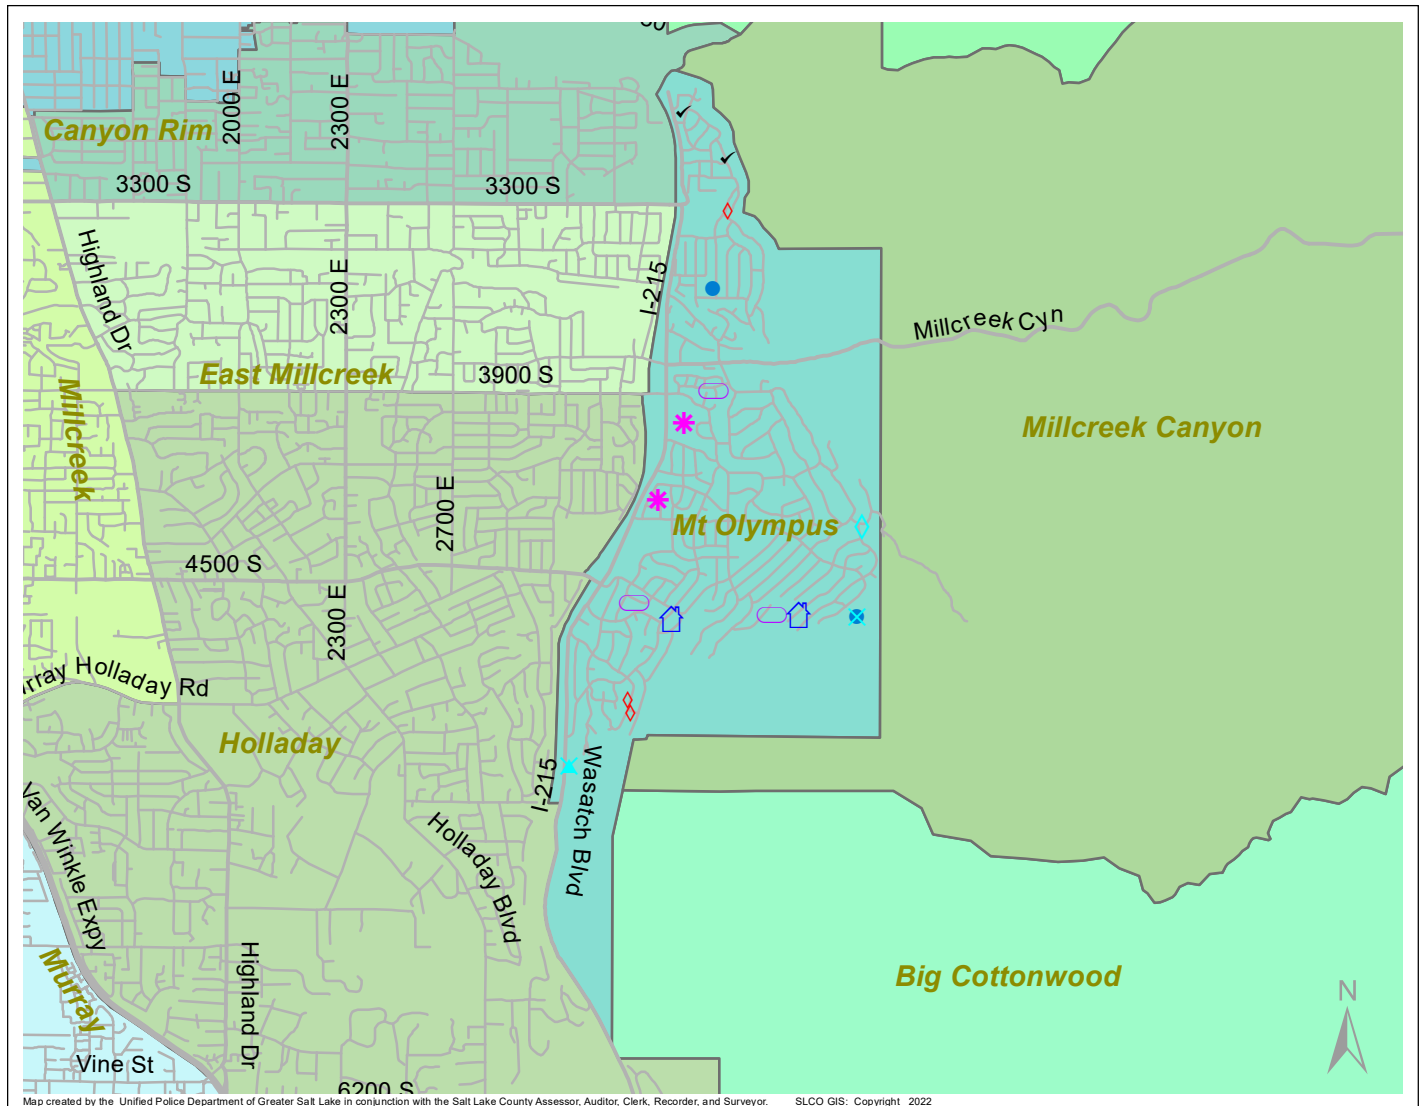 2000 E
2300 E
Canyon Rim
3300 S
3300 S
Highland Dr
2300 E
I-215
Millcreek Cyn
East Millcreek
3900 S
Millcreek
Millcreek Canyon
2700 E
Mt Olympus
4500 S
2300 E
Holladay Rd
Holladay
I-215
Wasatch Blvd
Van Winkle Expy
Holladay Blvd
Highland Dr
Murray
Big Cottonwood
N
Vine St
6200 S
Map created by the Unified Police Department of Greater Salt Lake in conjunction with the Salt Lake County Assessor, Auditor, Clerk, Recorder, and Surveyor. SLCO GIS: Copyright 2022